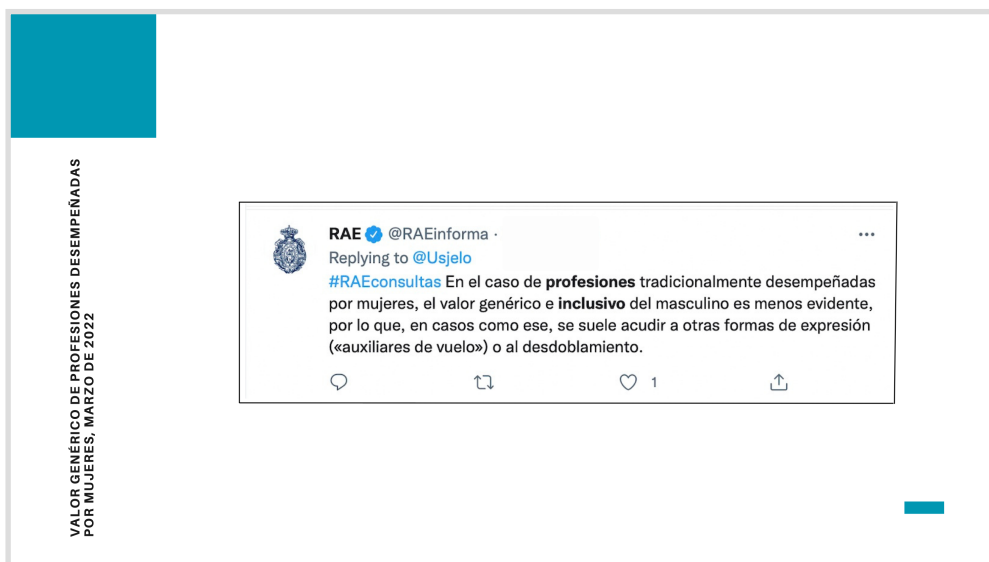 VALOR GENÉRICO DE PROFESIONES DESEMPEÑADAS
POR MUJERES, MARZO DE 2022
RAE @RAEinforma ·
Replying to @Usjelo
#RAEconsultas En el caso de profesiones tradicionalmente desempeñadas
por mujeres, el valor genérico e inclusivo del masculino es menos evidente,
por lo que, en casos como ese, se suele acudir a otras formas de expresión
(«auxiliares de vuelo») o al desdoblamiento.
1